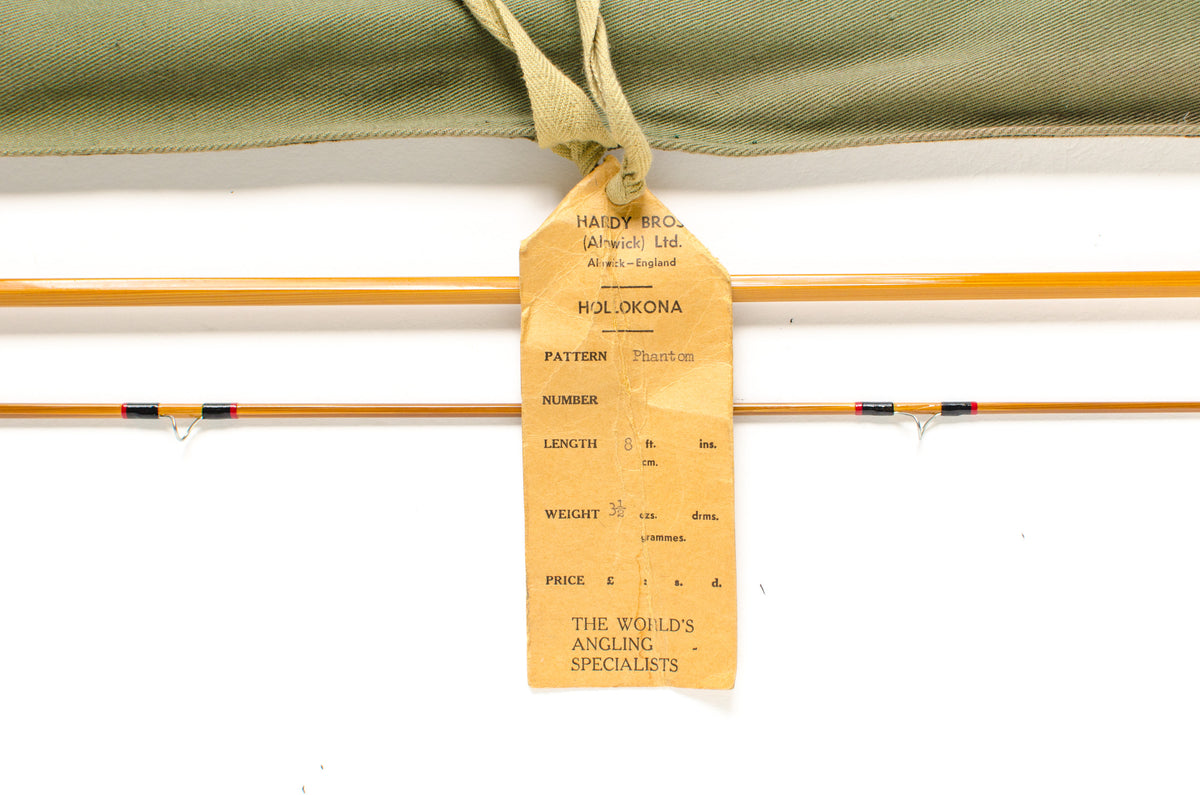 HARDY BROS
(Alnwick) Ltd.
Alnwick - England
HOLLOKONA
PATTERN Phantom
NUMBER
LENGTH 8 ft. ins.
cm.
WEIGHT 3½ ozs. drms.
grammes.
PRICE £ : s. d.
THE WORLD'S
ANGLING
SPECIALISTS